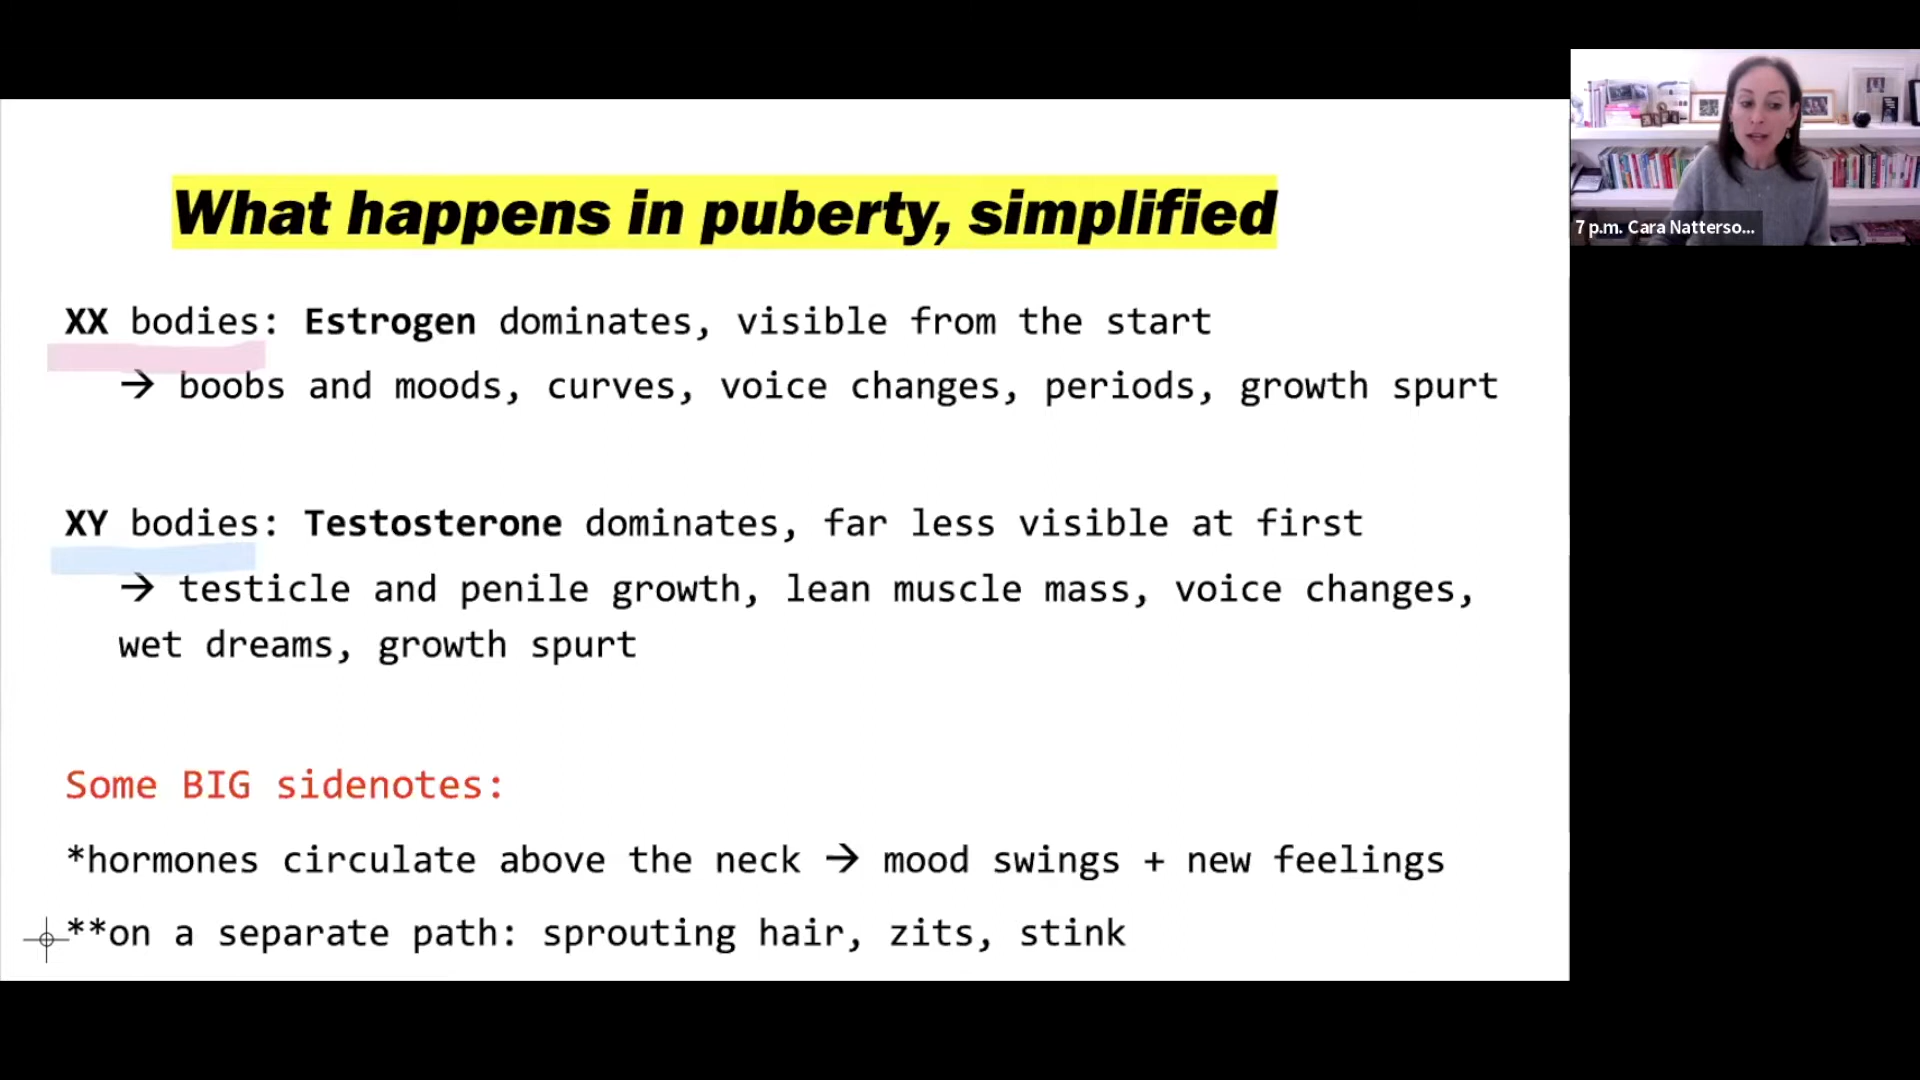 What happens in puberty, simplified
XX bodies: Estrogen dominates, visible from the start
→ boobs and moods, curves, voice changes, periods, growth spurt
XY bodies: Testosterone dominates, far less visible at first
→ testicle and penile growth, lean muscle mass, voice changes,
wet dreams, growth spurt
Some BIG sidenotes:
*hormones circulate above the neck → mood swings + new feelings
**on a separate path: sprouting hair, zits, stink
7 p.m. Cara Natterso...